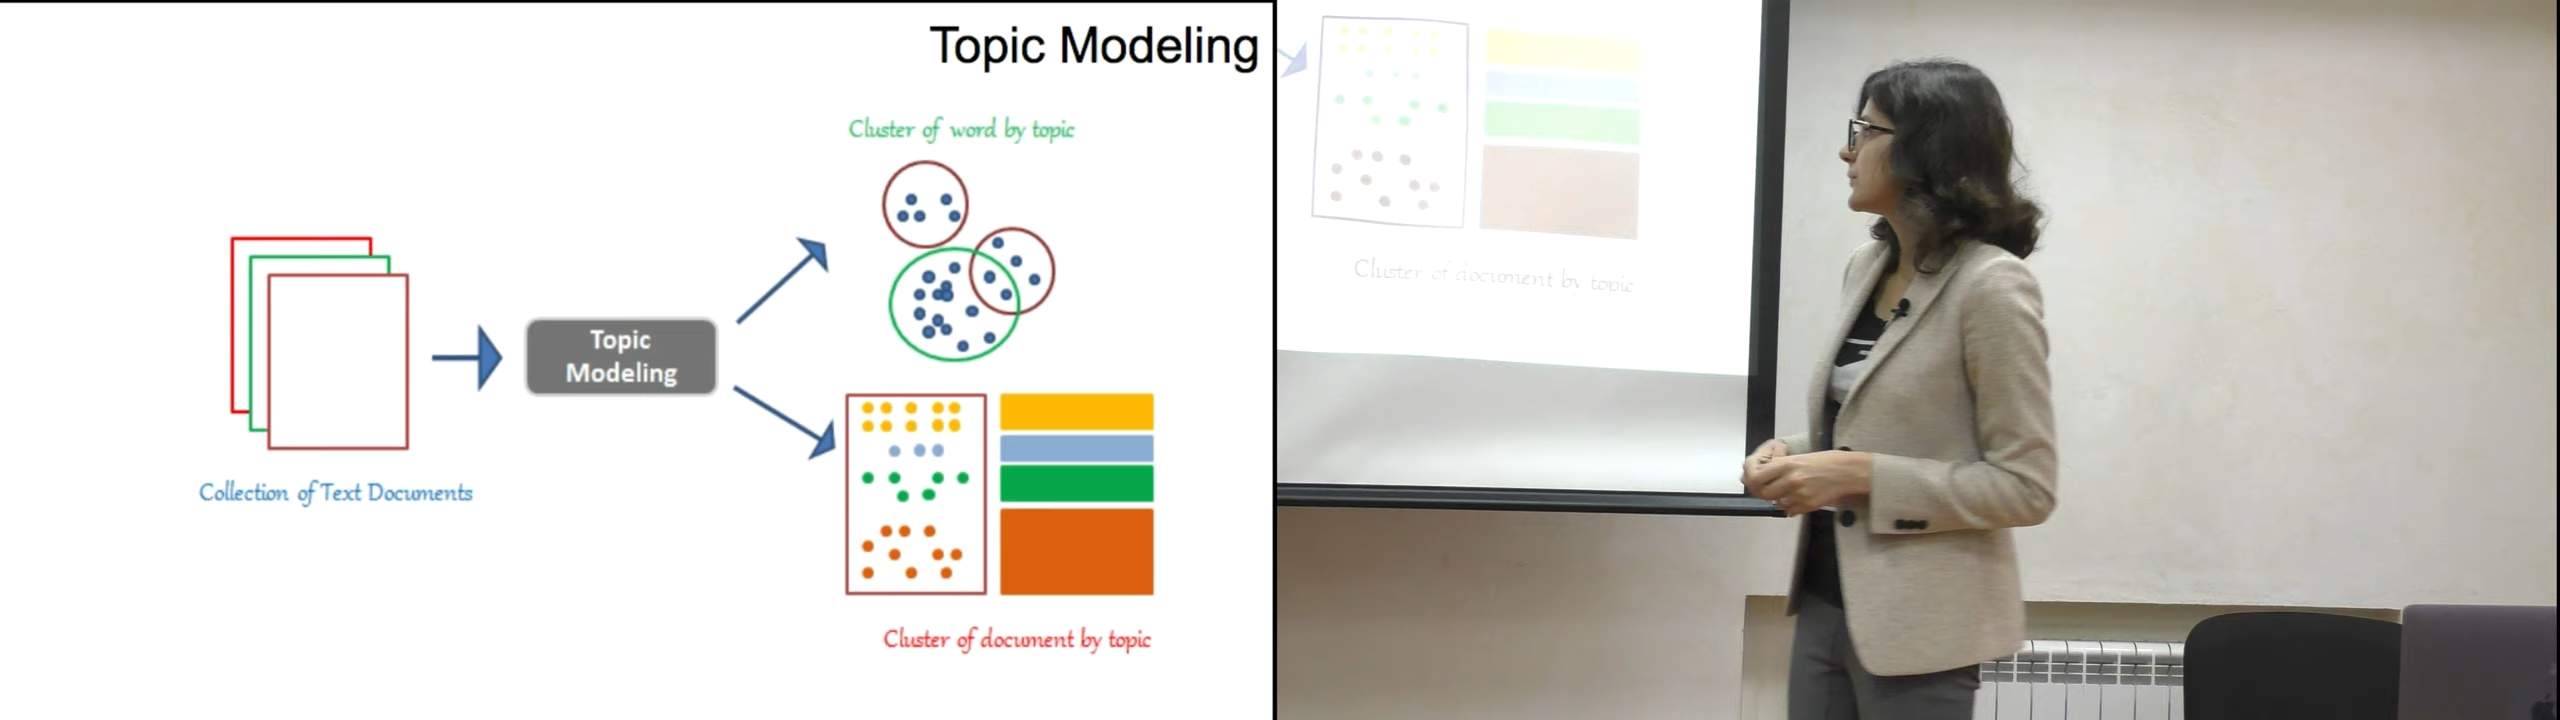 Topic Modeling
Cluster of word by topic
Topic
Modeling
Collection of Text Documents
Cluster of document by topic
Cluster of document by topic